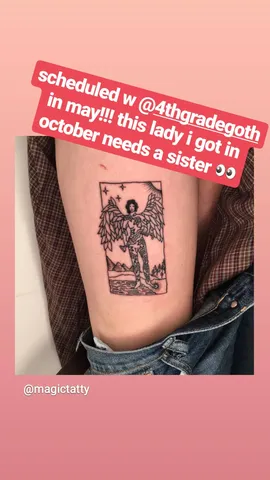 scheduled w @4thgradegoth
in may!!! this lady i got in
october needs a sister 👀
@magictatty